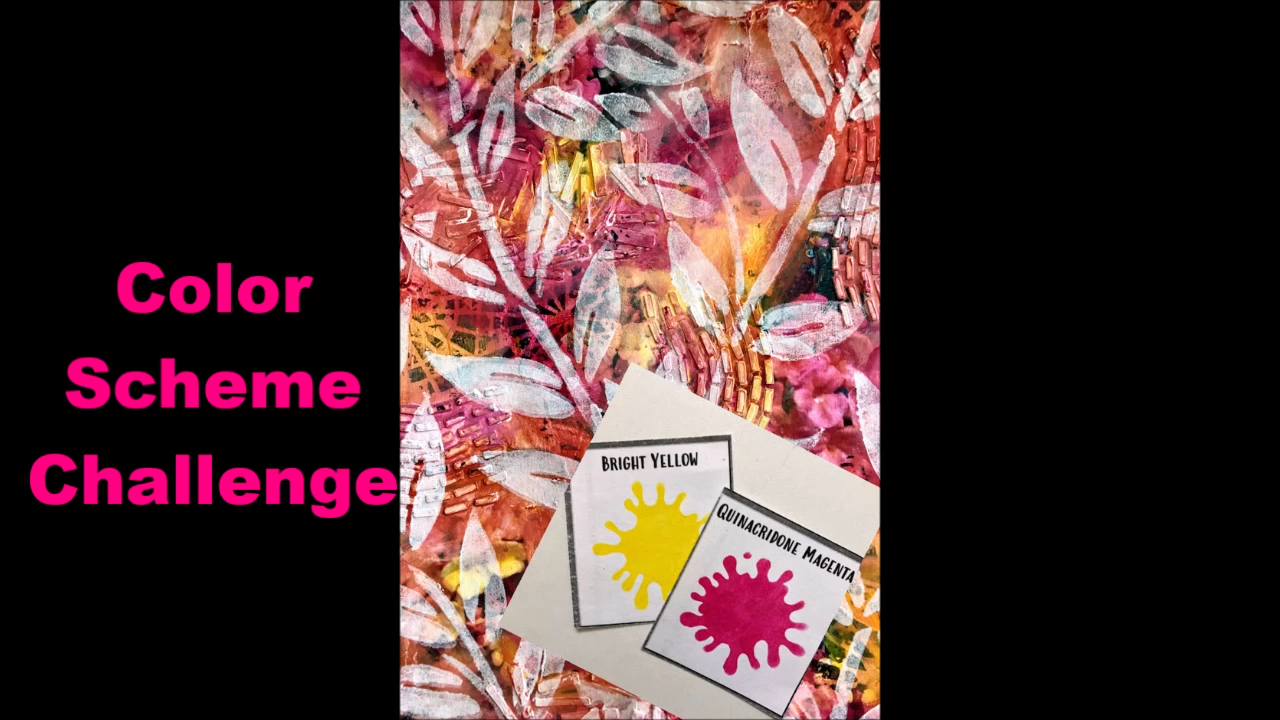 Color
Scheme
Challenge
BRIGHT YELLOW
QUINACRIDONE MAGENTA